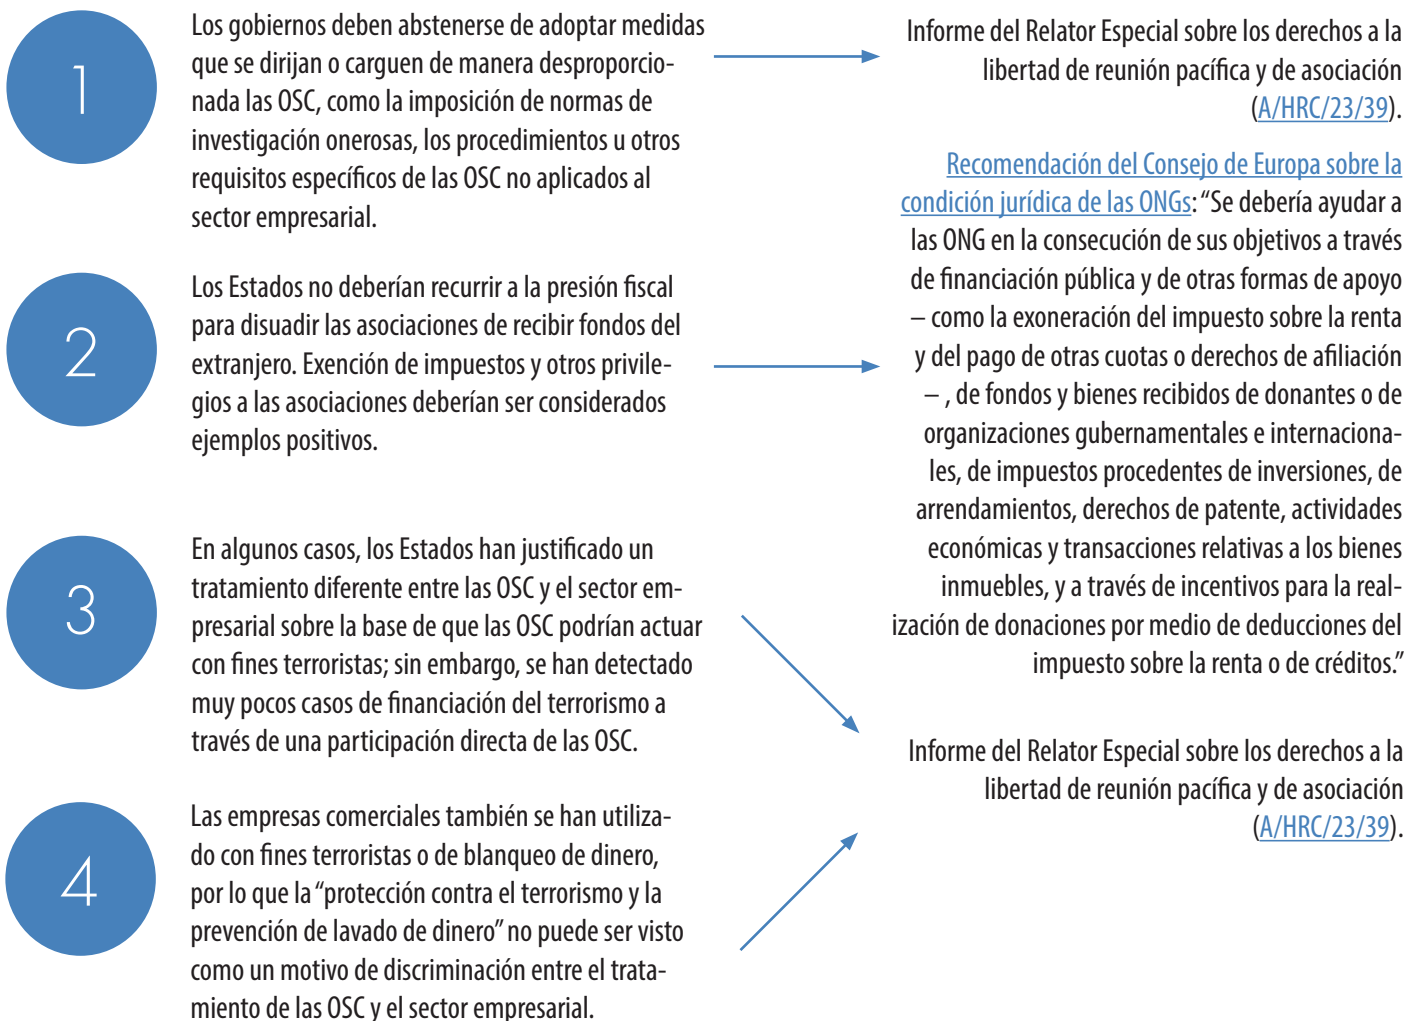 1
Los gobiernos deben abstenerse de adoptar medidas
que se dirijan o carguen de manera desproporcio-
nada las OSC, como la imposición de normas de
investigación onerosas, los procedimientos u otros
requisitos específicos de las OSC no aplicados al
sector empresarial.
Informe del Relator Especial sobre los derechos a la
libertad de reunión pacífica y de asociación
(A/HRC/23/39).
2
Los Estados no deberían recurrir a la presión fiscal
para disuadir las asociaciones de recibir fondos del
extranjero. Exención de impuestos y otros privile-
gios a las asociaciones deberían ser considerados
ejemplos positivos.
Recomendación del Consejo de Europa sobre la
condición jurídica de las ONGs: “Se debería ayudar a
las ONG en la consecución de sus objetivos a través
de financiación pública y de otras formas de apoyo
– como la exoneración del impuesto sobre la renta
y del pago de otras cuotas o derechos de afiliación
– , de fondos y bienes recibidos de donantes o de
organizaciones gubernamentales e internaciona-
les, de impuestos procedentes de inversiones, de
arrendamientos, derechos de patente, actividades
económicas y transacciones relativas a los bienes
inmuebles, y a través de incentivos para la real-
ización de donaciones por medio de deducciones del
impuesto sobre la renta o de créditos.”
3
En algunos casos, los Estados han justificado un
tratamiento diferente entre las OSC y el sector em-
presarial sobre la base de que las OSC podrían actuar
con fines terroristas; sin embargo, se han detectado
muy pocos casos de financiación del terrorismo a
través de una participación directa de las OSC.
4
Las empresas comerciales también se han utiliza-
do con fines terroristas o de blanqueo de dinero,
por lo que la “protección contra el terrorismo y la
prevención de lavado de dinero” no puede ser visto
como un motivo de discriminación entre el trata-
miento de las OSC y el sector empresarial.
Informe del Relator Especial sobre los derechos a la
libertad de reunión pacífica y de asociación
(A/HRC/23/39).